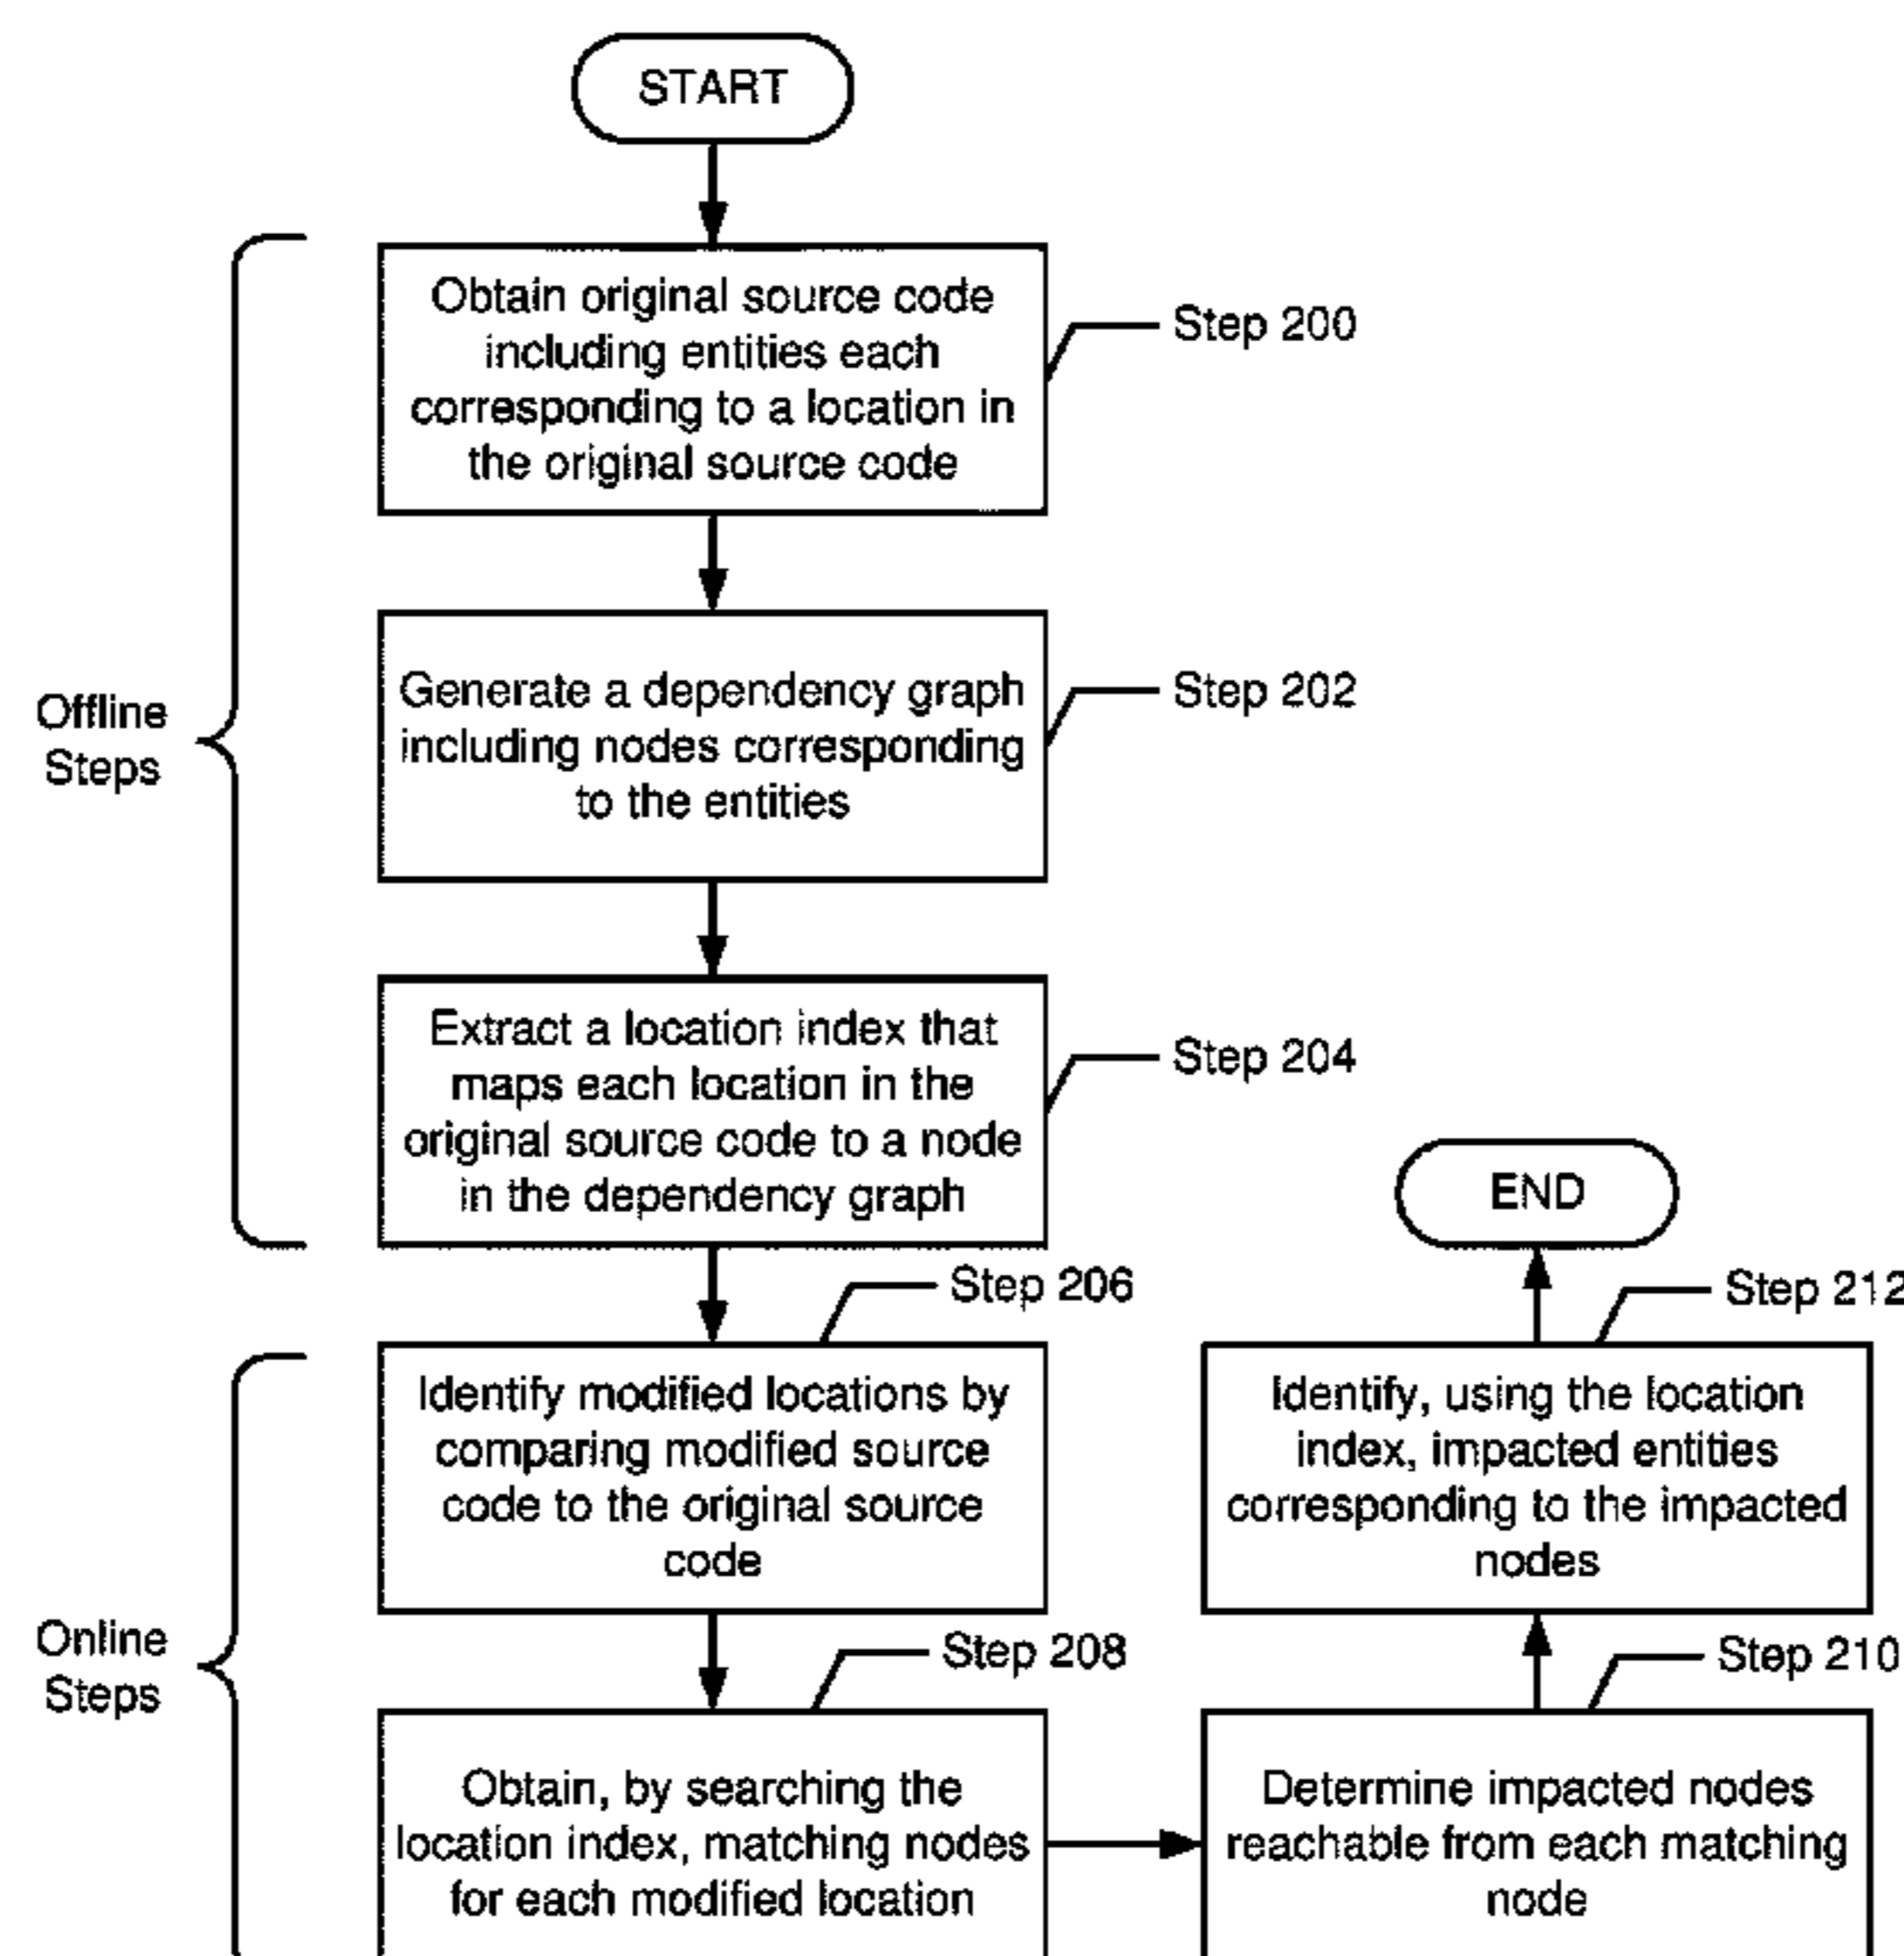 START
Obtain original source code
including entities each
corresponding to a location in
the original source code
Step 200
Offline
Steps
Generate a dependency graph
including nodes corresponding
to the entities
Step 202
Extract a location index that
maps each location in the
original source code to a node
in the dependency graph
Step 204
Online
Steps
Step 206
Identify modified locations by
comparing modified source
code to the original source
code
Step 208
Obtain, by searching the
location index, matching nodes
for each modified location
Step 210
Determine impacted nodes
reachable from each matching
node
Step 212
Identify, using the location
index, impacted entities
corresponding to the impacted
nodes
END